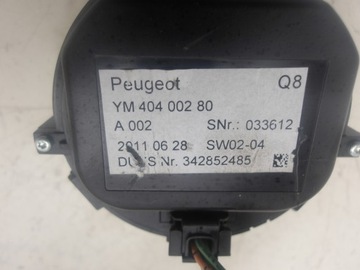 Peugeot Q8
YM 404 002 80
A 002 SNr.: 033612
2011 06 28 SW02-04
DUNS Nr. 342852485